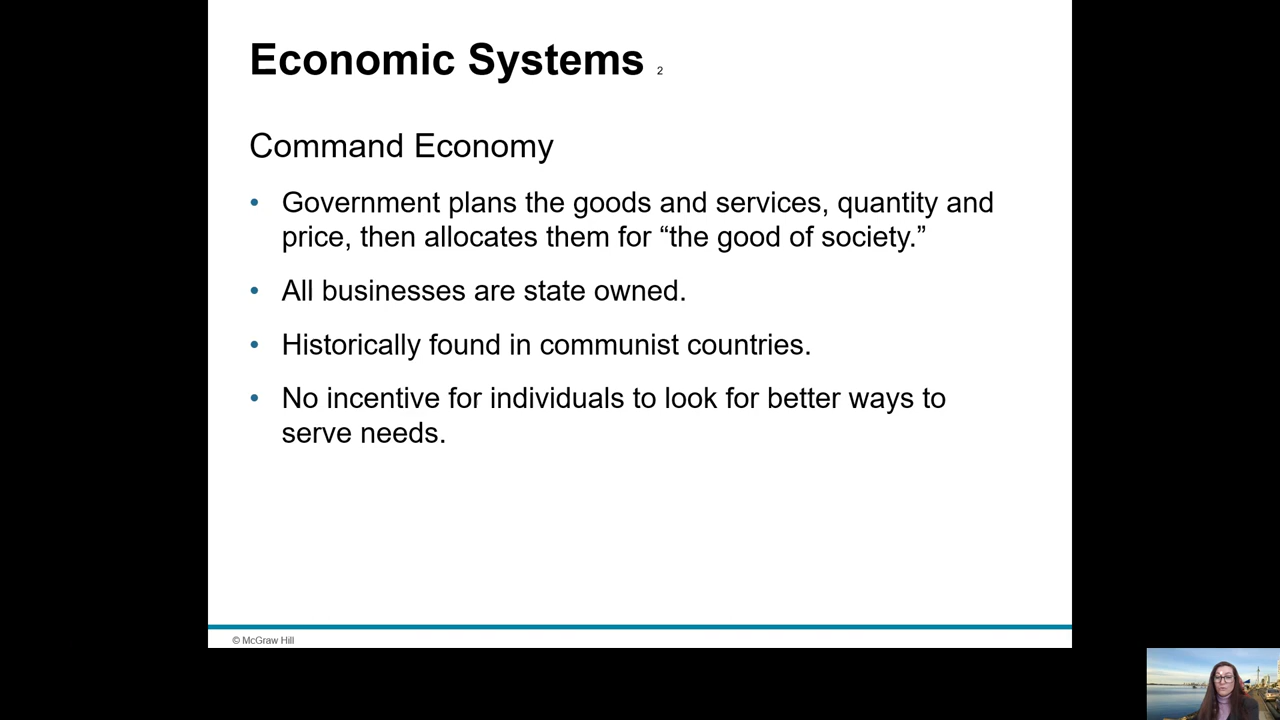 Economic Systems 2
Command Economy
• Government plans the goods and services, quantity and
price, then allocates them for “the good of society.”
• All businesses are state owned.
• Historically found in communist countries.
• No incentive for individuals to look for better ways to
serve needs.
© McGraw Hill